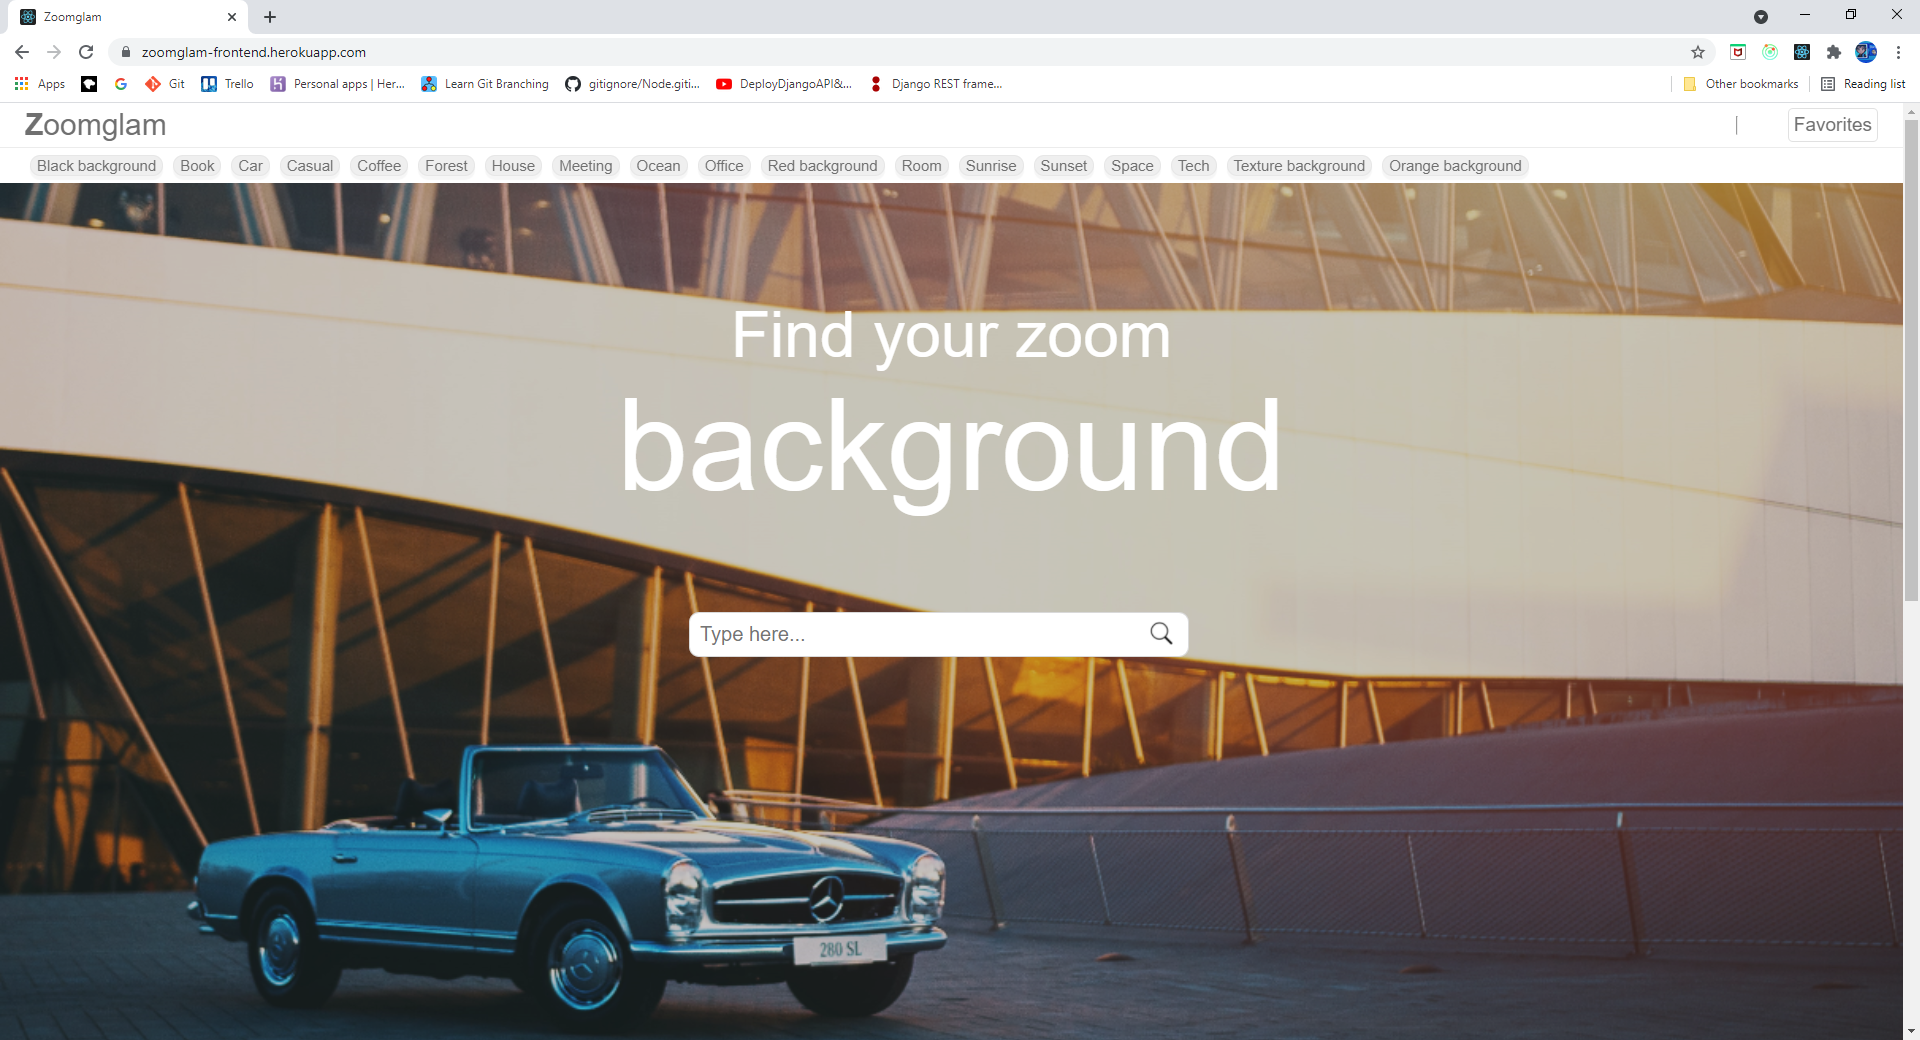 Zoomglam
zoomglam-frontend.herokuapp.com
Apps Git Trello Personal apps | Her... Learn Git Branching gitignore/Node.giti... DeployDjangoAPI&... Django REST frame... Other bookmarks Reading list
Zoomglam | Favorites
Black background Book Car Casual Coffee Forest House Meeting Ocean Office Red background Room Sunrise Sunset Space Tech Texture background Orange background
Find your zoom
background
Type here...
280 SL